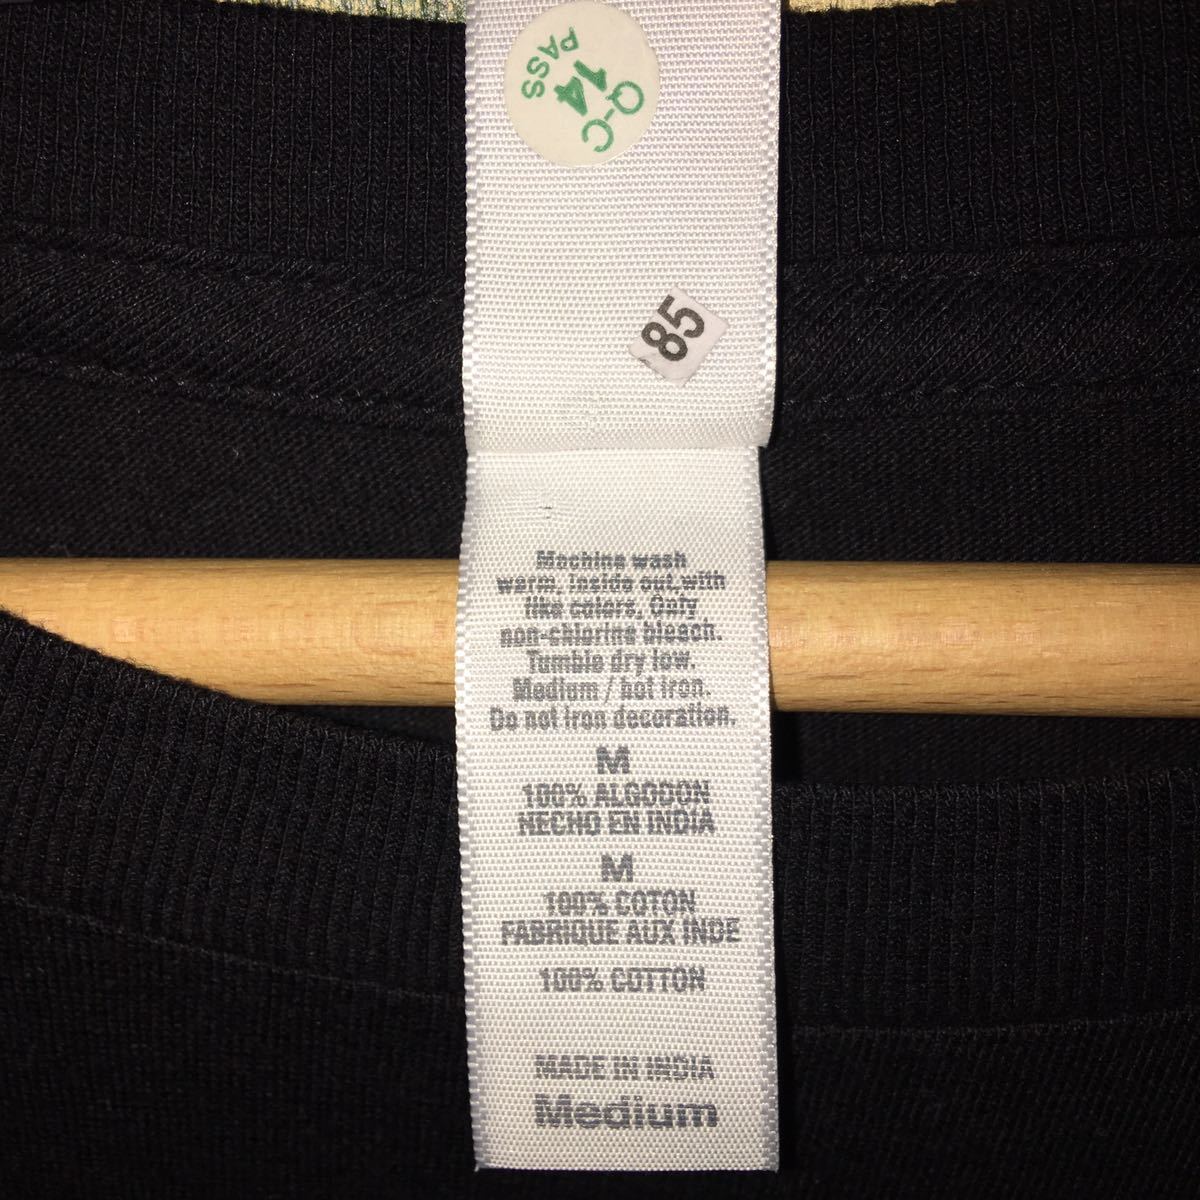 Q-C
14
PASS
85
Machine wash
warm, inside out, with
like colors. Only
non-chlorine bleach.
Tumble dry low.
Medium / hot iron.
Do not iron decoration.
M
100% ALGODON
HECHO EN INDIA
M
100% COTON
FABRIQUE AUX INDE
100% COTTON
MADE IN INDIA
Medium